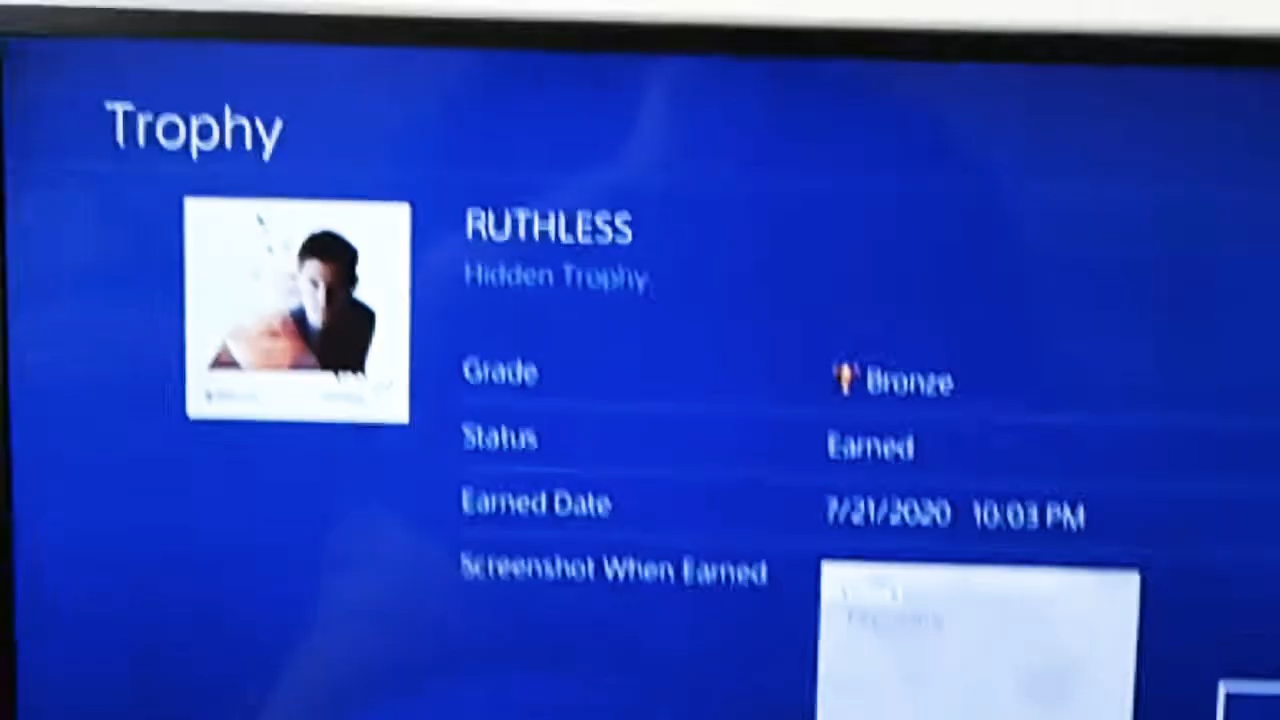 Trophy
RUTHLESS
Hidden Trophy
Grade Bronze
Status Earned
Earned Date 7/21/2020 10:03 PM
Screenshot When Earned